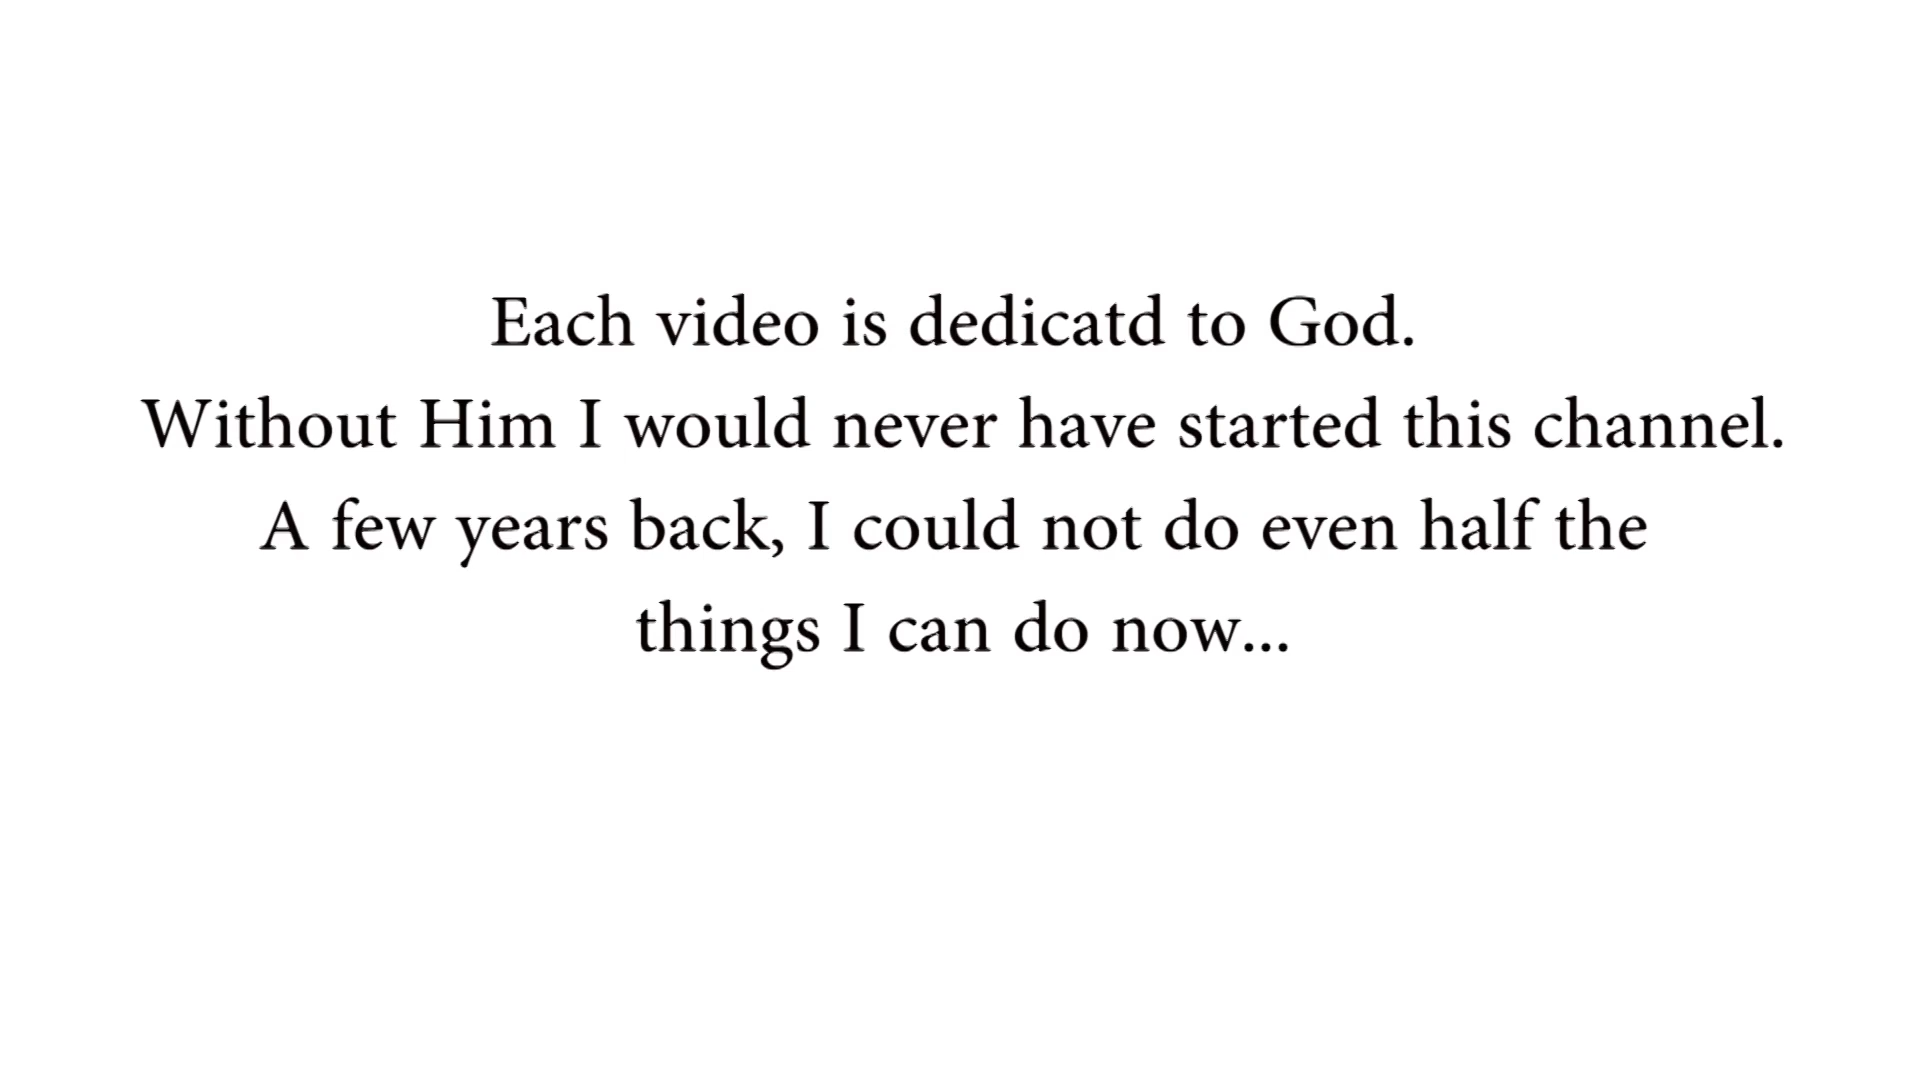 Each video is dedicatd to God.
Without Him I would never have started this channel.
A few years back, I could not do even half the
things I can do now...